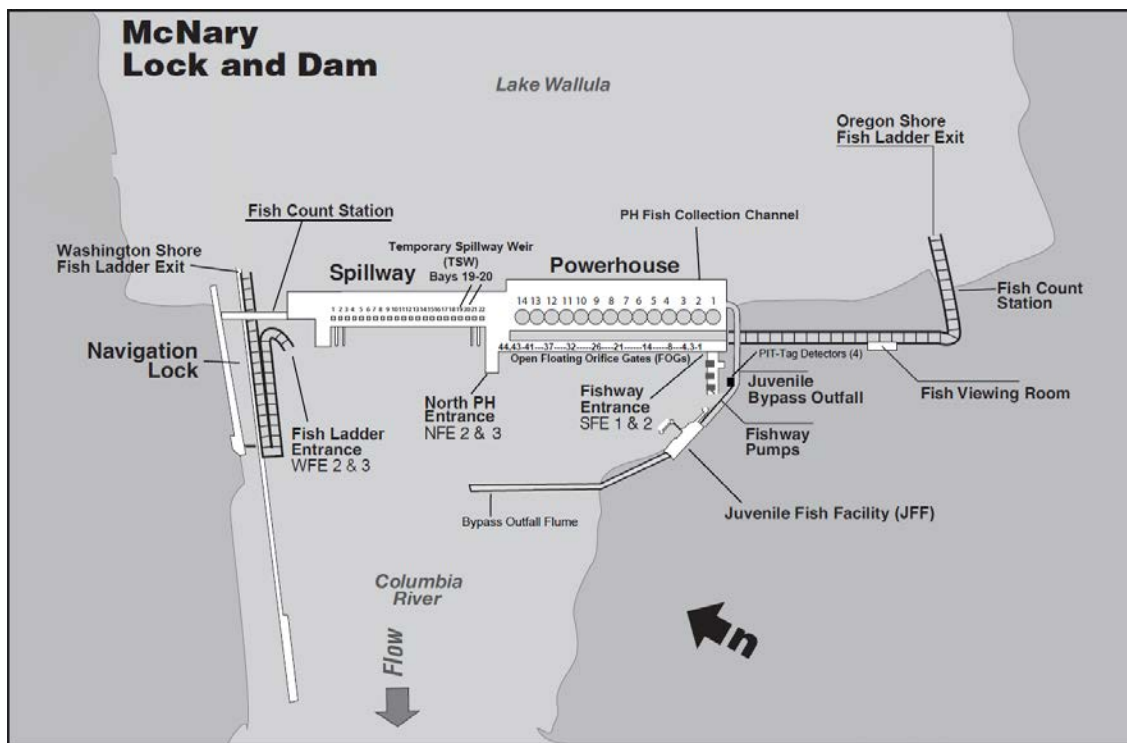 McNary
Lock and Dam
Lake Wallula
Oregon Shore
Fish Ladder Exit
Fish Count Station
PH Fish Collection Channel
Washington Shore
Fish Ladder Exit
Temporary Spillway Weir
(TSW)
Bays 19-20
Spillway
Powerhouse
Fish Count
Station
1 2 3 4 5 6 7 8 9 10 11 12 13 14 15 16 17 18 19 20 21 22
14 13 12 11 10 9 8 7 6 5 4 3 2 1
Navigation
Lock
44,43-41---37---32----26----21------14----8---4,3-1
Open Floating Orifice Gates (FOGs)
PIT-Tag Detectors (4)
North PH
Entrance
NFE 2 & 3
Fishway
Entrance
SFE 1 & 2
Juvenile
Bypass Outfall
Fish Viewing Room
Fish Ladder
Entrance
WFE 2 & 3
Fishway
Pumps
Bypass Outfall Flume
Juvenile Fish Facility (JFF)
Columbia
River
Flow
n